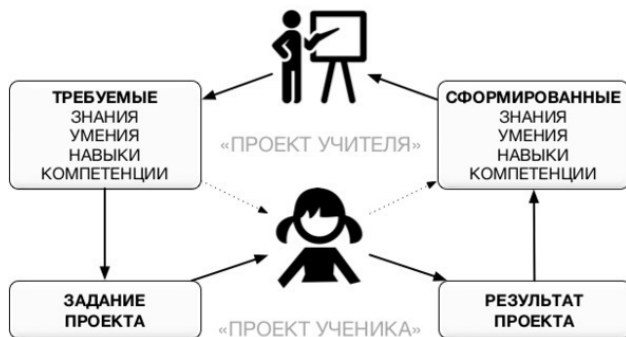 ТРЕБУЕМЫЕ
ЗНАНИЯ
УМЕНИЯ
НАВЫКИ
КОМПЕТЕНЦИИ
«ПРОЕКТ УЧИТЕЛЯ»
СФОРМИРОВАННЫЕ
ЗНАНИЯ
УМЕНИЯ
НАВЫКИ
КОМПЕТЕНЦИИ
ЗАДАНИЕ
ПРОЕКТА
«ПРОЕКТ УЧЕНИКА»
РЕЗУЛЬТАТ
ПРОЕКТА